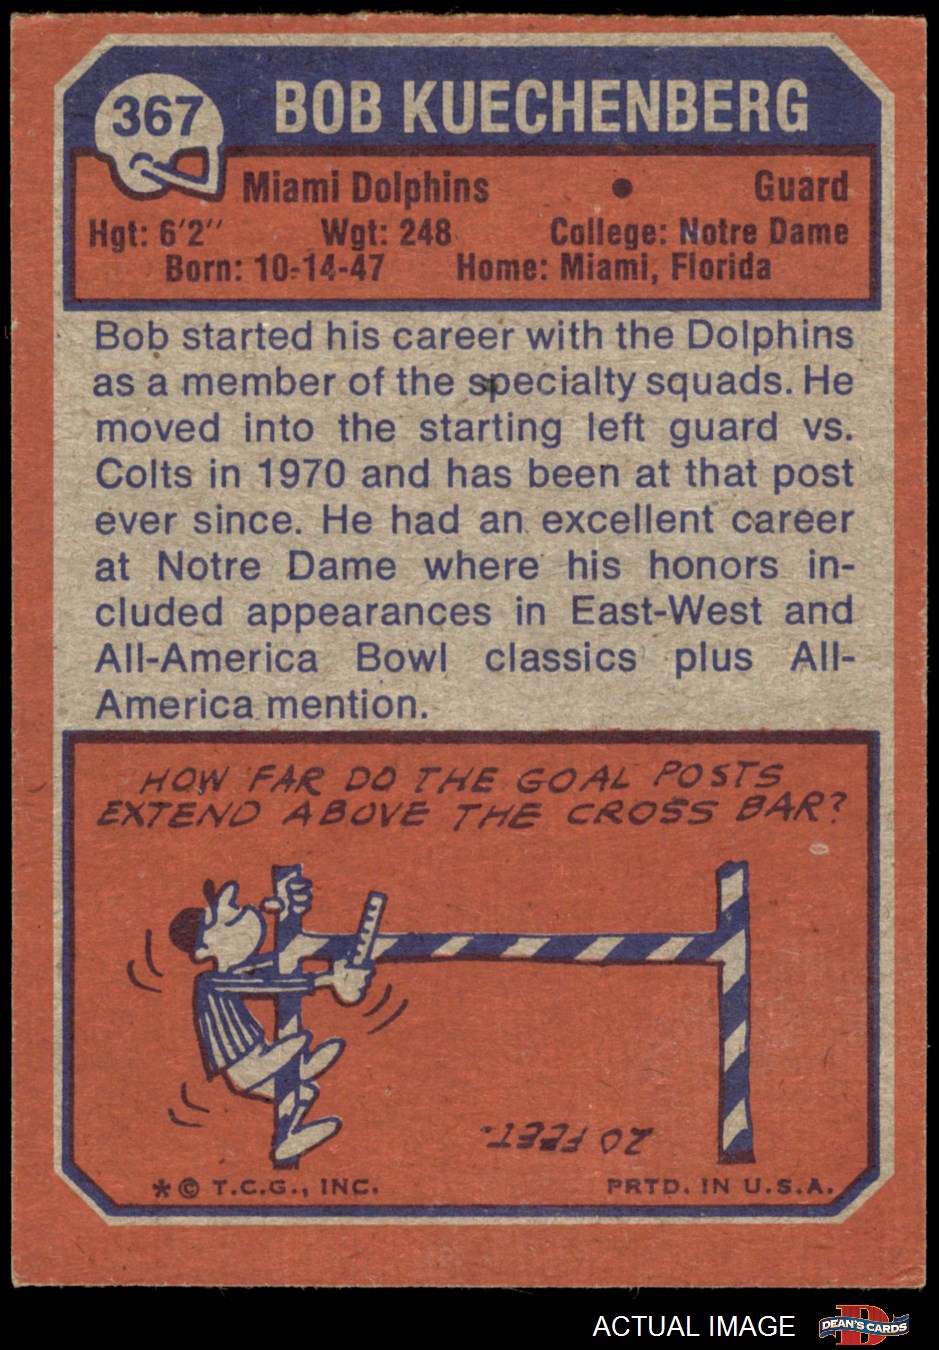 367
BOB KUECHENBERG
Miami Dolphins • Guard
Hgt: 6'2" Wgt: 248 College: Notre Dame
Born: 10-14-47 Home: Miami, Florida
Bob started his career with the Dolphins
as a member of the specialty squads. He
moved into the starting left guard vs.
Colts in 1970 and has been at that post
ever since. He had an excellent career
at Notre Dame where his honors in-
cluded appearances in East-West and
All-America Bowl classics plus All-
America mention.
HOW FAR DO THE GOAL POSTS
EXTEND ABOVE THE CROSS BAR?
20 FEET.
* © T.C.G., INC. PRTD. IN U.S.A.
ACTUAL IMAGE
DEAN'S CARDS